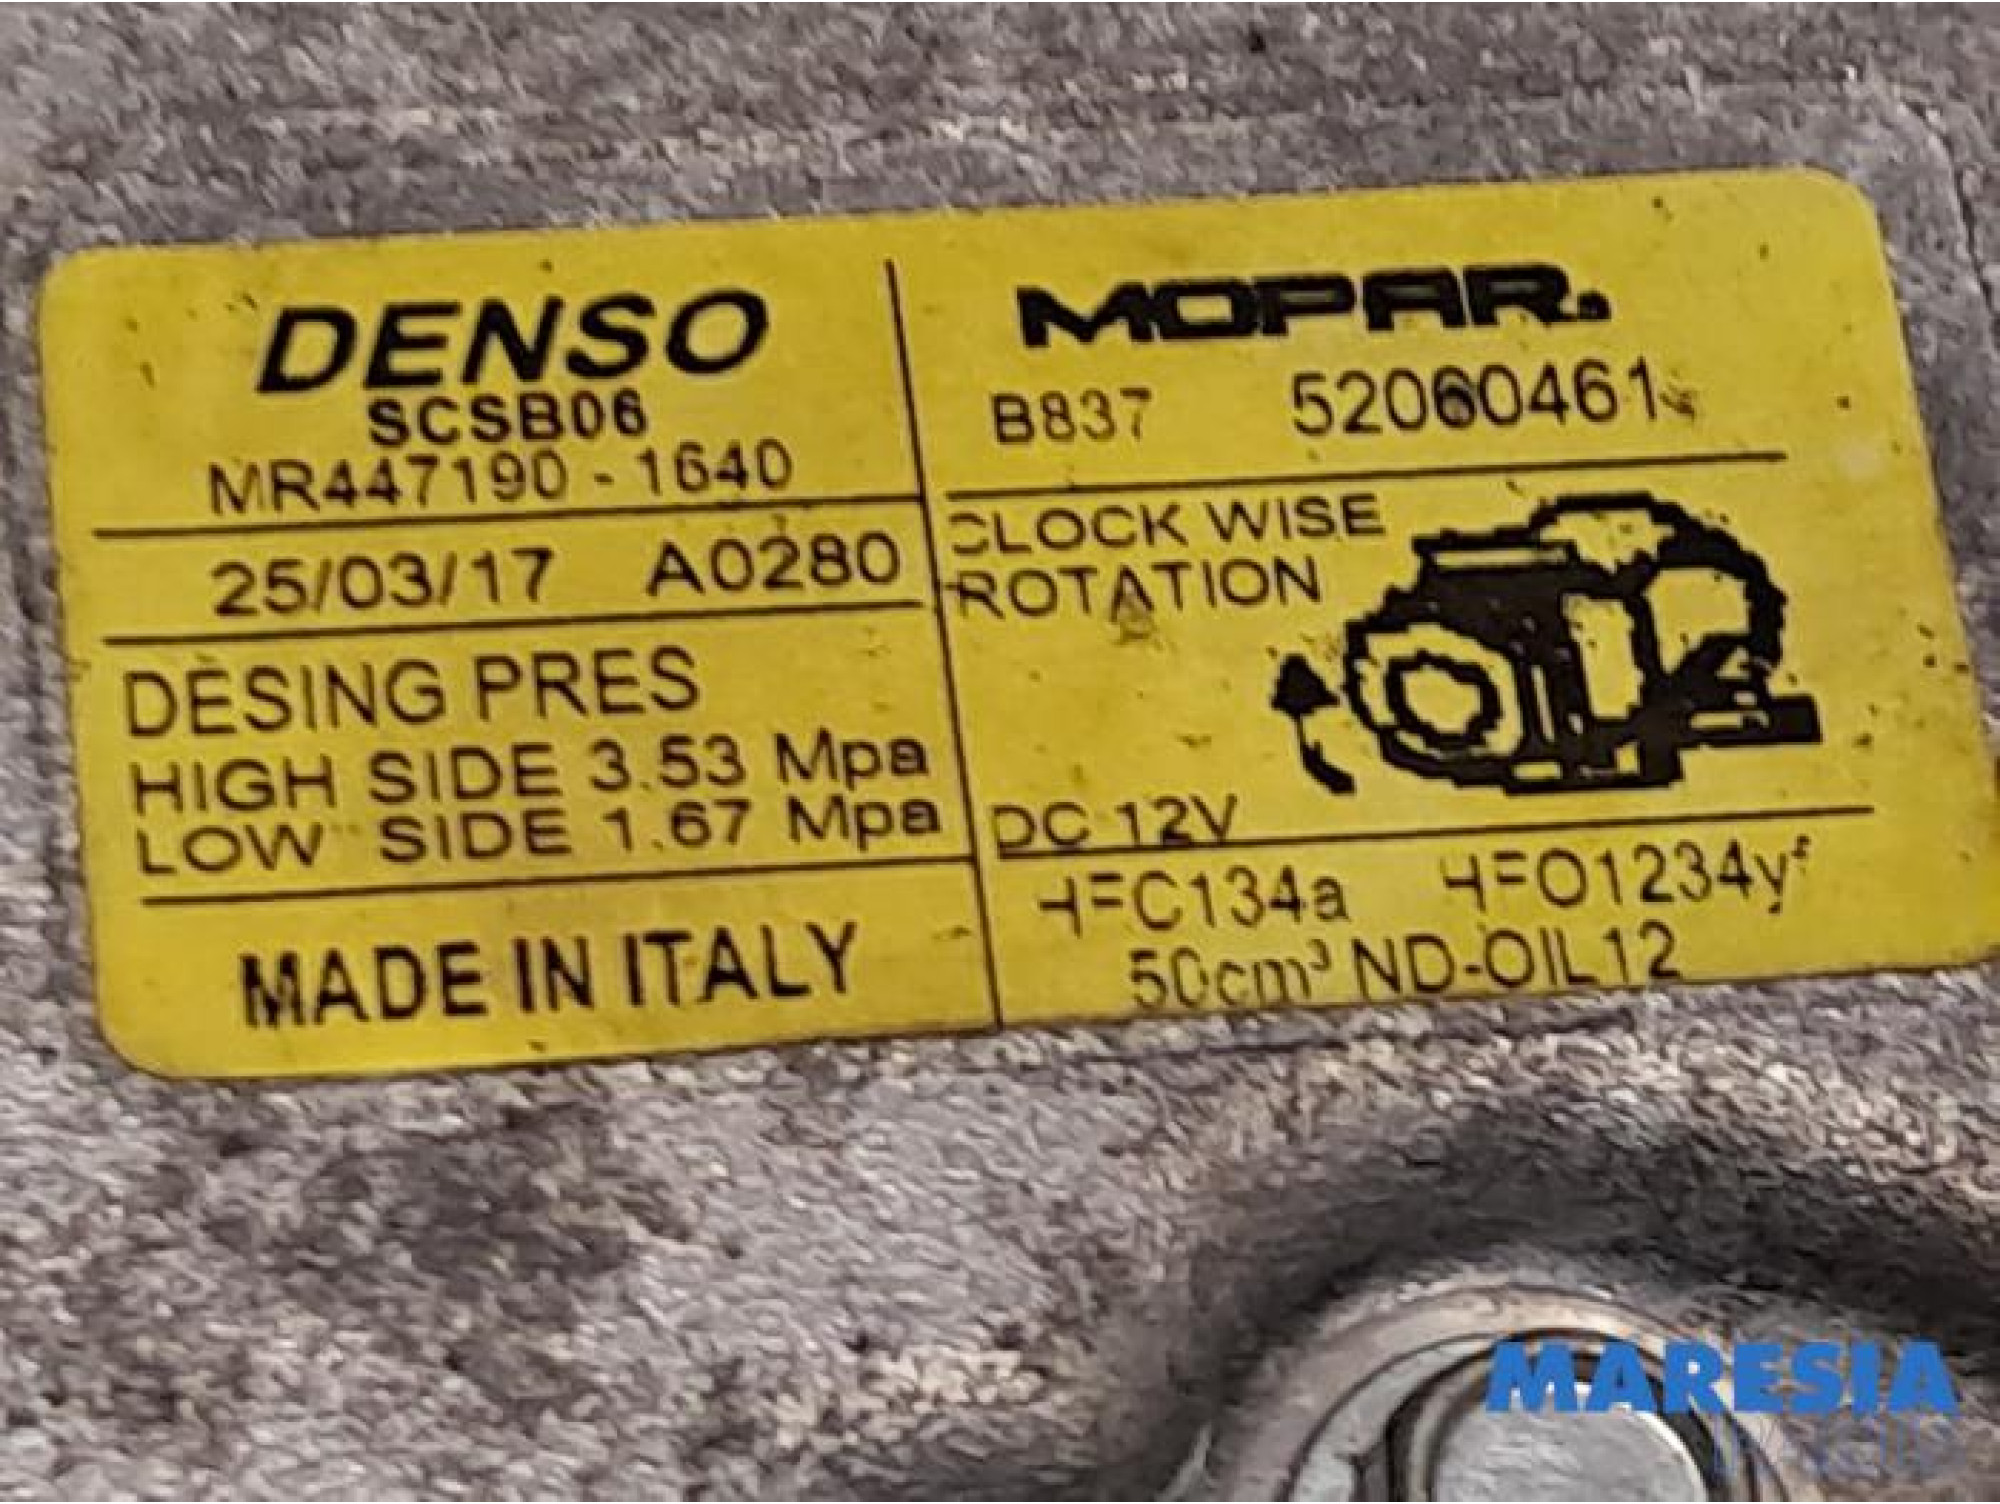 DENSO
SCSB06
MR447190-1640
25/03/17 A0280
DESING PRES
HIGH SIDE 3.53 Mpa
LOW SIDE 1.67 Mpa
MADE IN ITALY
MOPAR.
B837 52060461
CLOCK WISE
ROTATION
DC 12V
HFC134a HFO1234yf
50cm³ ND-OIL12
MARESIA